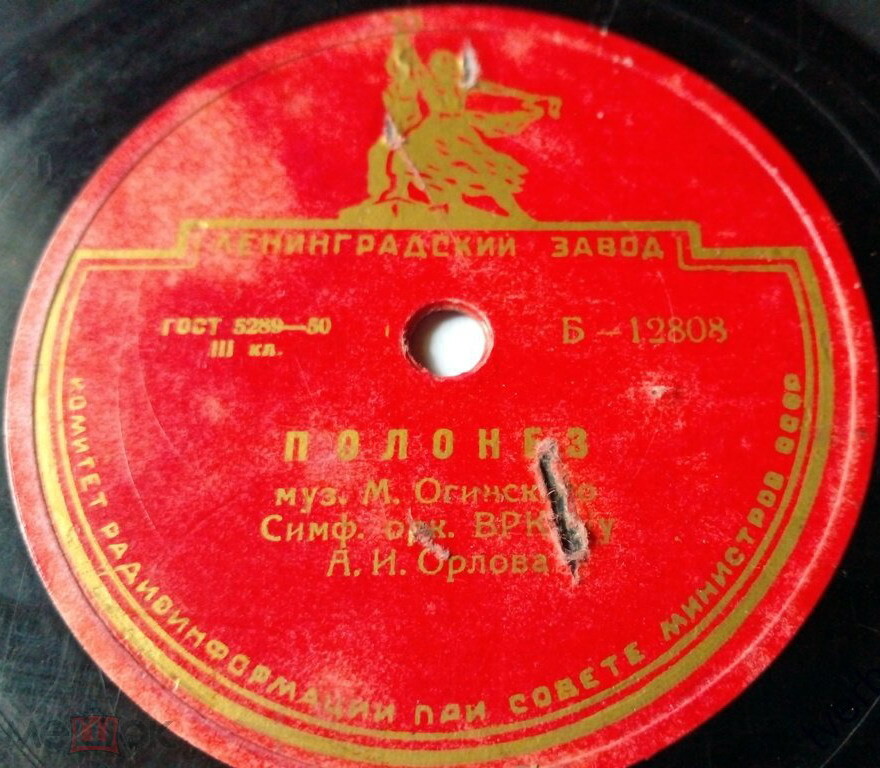 ЛЕНИНГРАДСКИЙ ЗАВОД
ГОСТ 5289—50
III кл.
Б—12808
ПОЛОНЕЗ
муз. М. Огинского
Симф. орк. ВРК п/у
А. И. Орлова
КОМИТЕТ РАДИОИНФОРМАЦИИ ПРИ СОВЕТЕ МИНИСТРОВ СССР